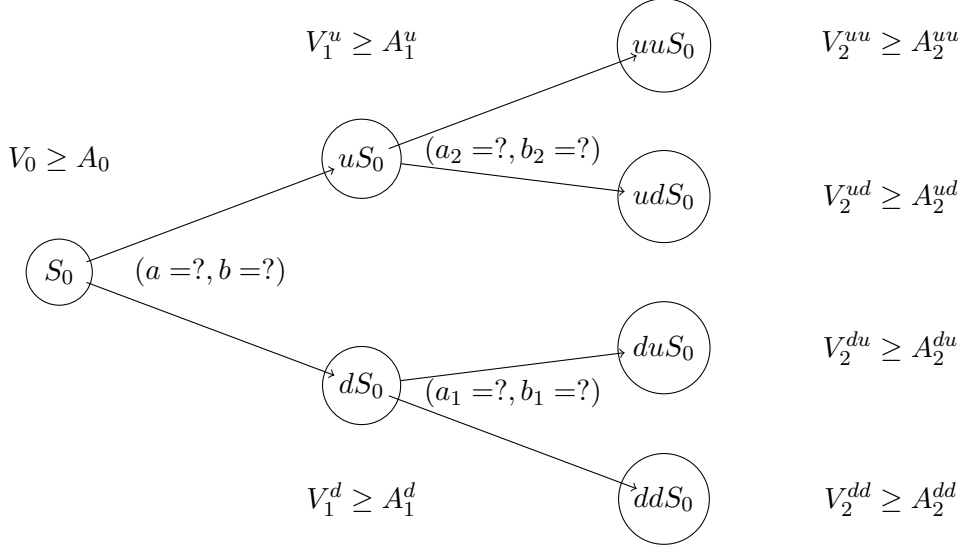 V_1^u ≥ A_1^u
uuS_0
V_2^{uu} ≥ A_2^{uu}
V_0 ≥ A_0
uS_0
(a_2 =?, b_2 =?)
udS_0
V_2^{ud} ≥ A_2^{ud}
S_0
(a =?, b =?)
duS_0
V_2^{du} ≥ A_2^{du}
dS_0
(a_1 =?, b_1 =?)
V_1^d ≥ A_1^d
ddS_0
V_2^{dd} ≥ A_2^{dd}